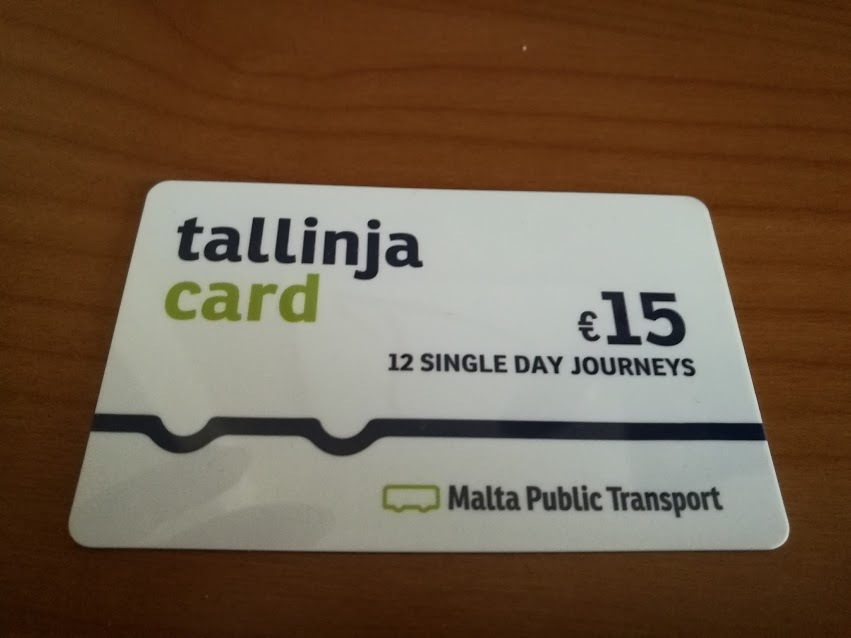 tallinja
card
€15
12 SINGLE DAY JOURNEYS
Malta Public Transport